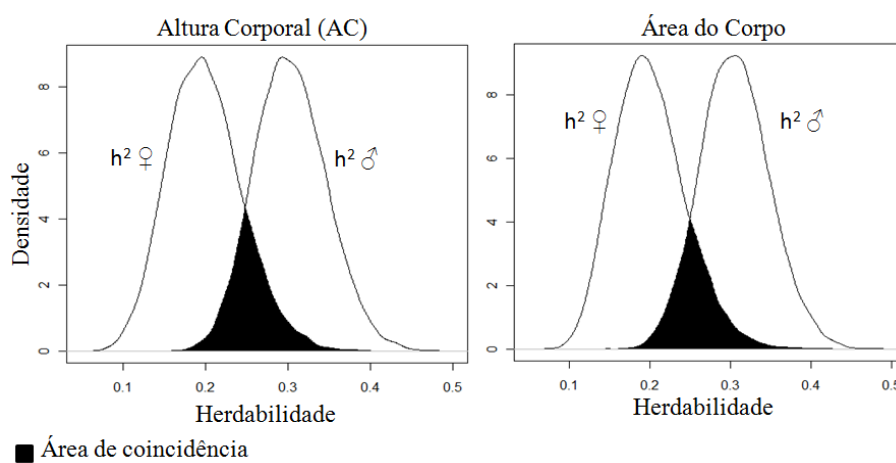 Altura Corporal (AC)
Densidade
8
6
4
2
0
h² ♀
h² ♂
0.1 0.2 0.3 0.4 0.5
Herdabilidade
Área do Corpo
8
6
4
2
0
h² ♀
h² ♂
0.1 0.2 0.3 0.4 0.5
Herdabilidade
Área de coincidência